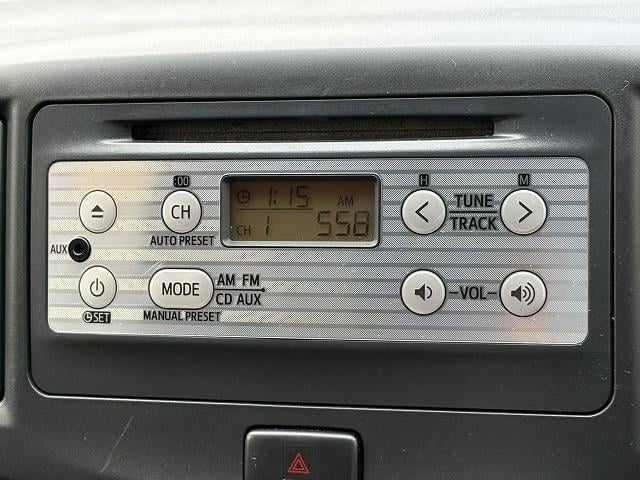 :00
H
M
1:15 AM
CH
TUNE
TRACK
CH 1 558
AUTO PRESET
AUX
MODE
AM FM
CD AUX
VOL
SET
MANUAL PRESET